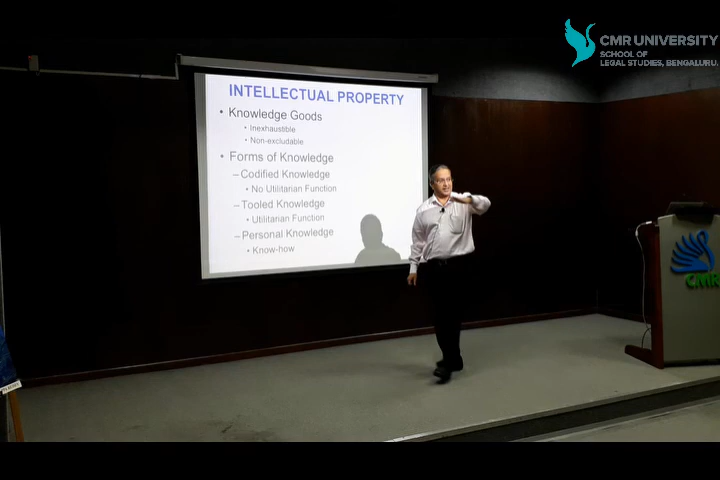 CMR UNIVERSITY
SCHOOL OF
LEGAL STUDIES, BENGALURU.
INTELLECTUAL PROPERTY
• Knowledge Goods
• Inexhaustible
• Non-excludable
• Forms of Knowledge
–Codified Knowledge
• No Utilitarian Function
–Tooled Knowledge
• Utilitarian Function
–Personal Knowledge
• Know-how
CMR